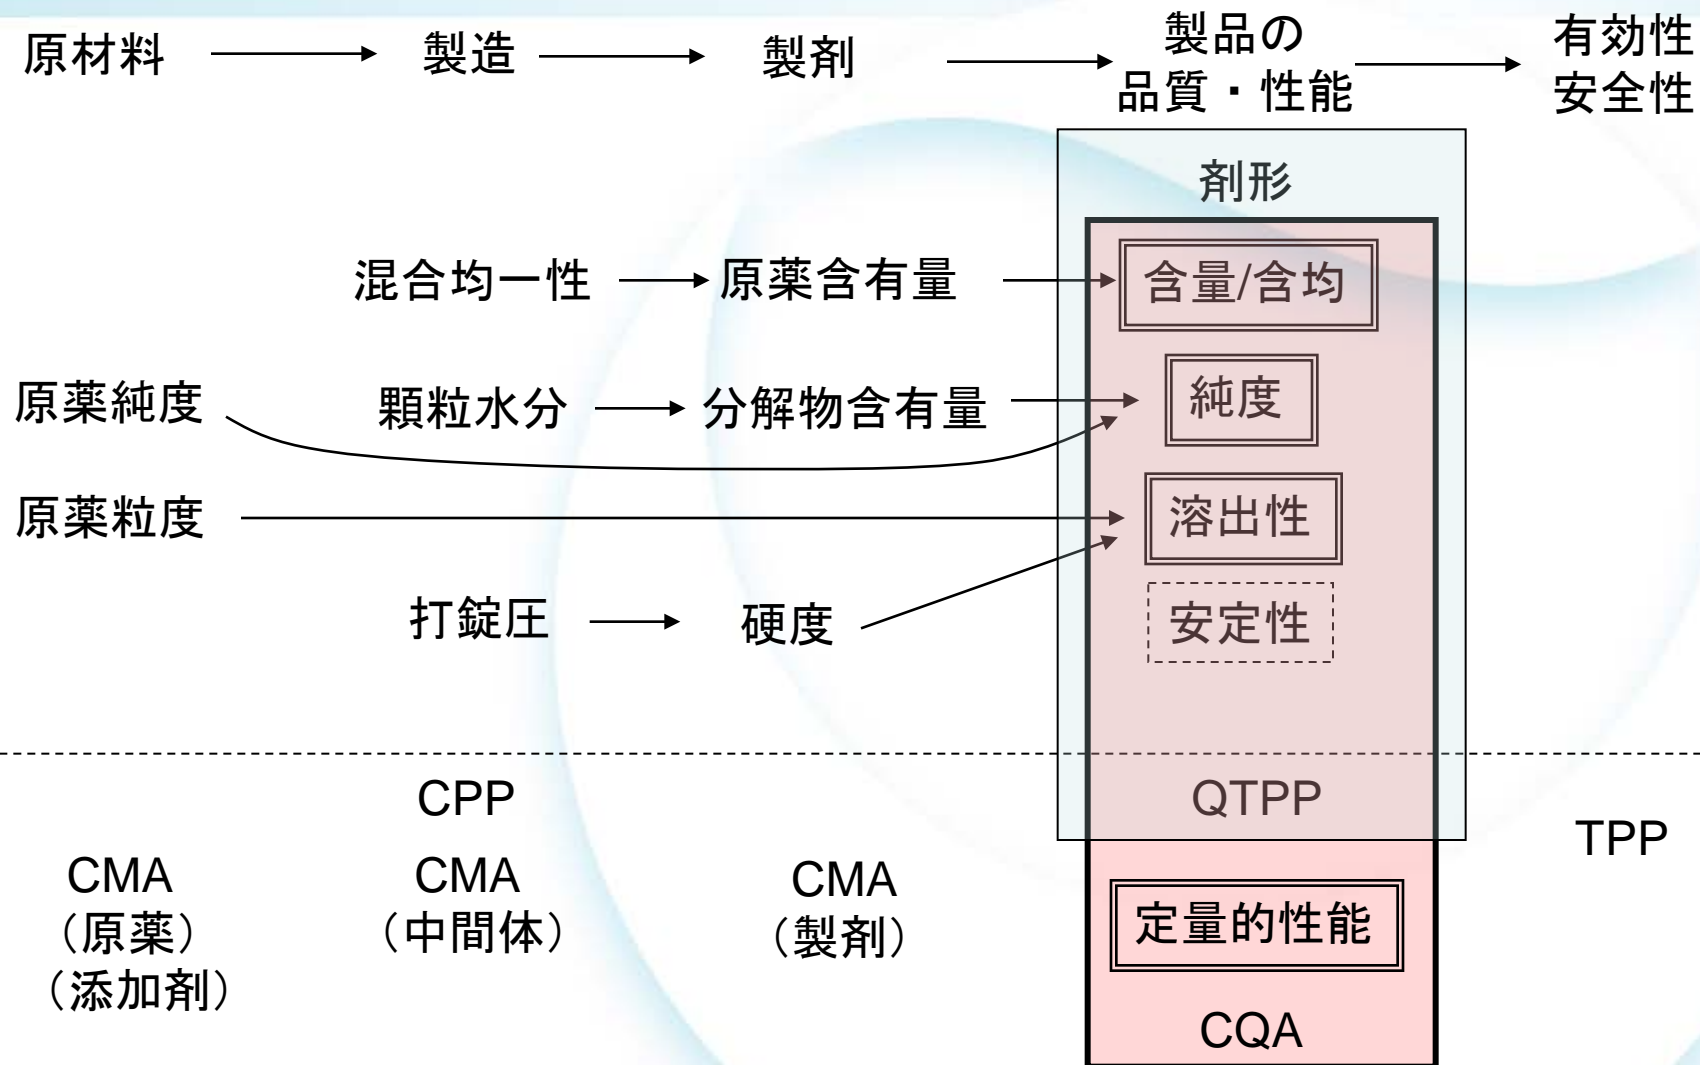 原材料
製造
製剤
製品の
品質・性能
有効性
安全性
剤形
混合均一性
原薬含有量
含量/含均
原薬純度
顆粒水分
分解物含有量
純度
原薬粒度
溶出性
打錠圧
硬度
安定性
CPP
QTPP
TPP
CMA
（原薬）
（添加剤）
CMA
（中間体）
CMA
（製剤）
定量的性能
CQA